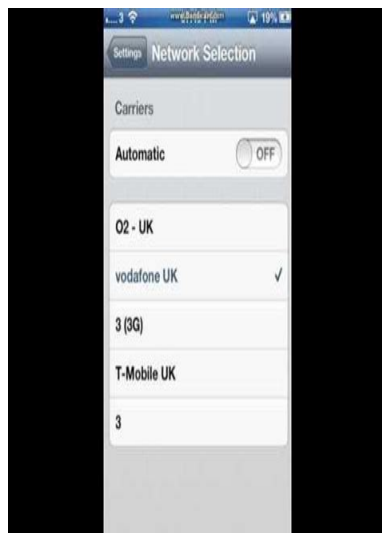 3 19%
Settings Network Selection
Carriers
Automatic OFF
O2 - UK
vodafone UK
3 (3G)
T-Mobile UK
3